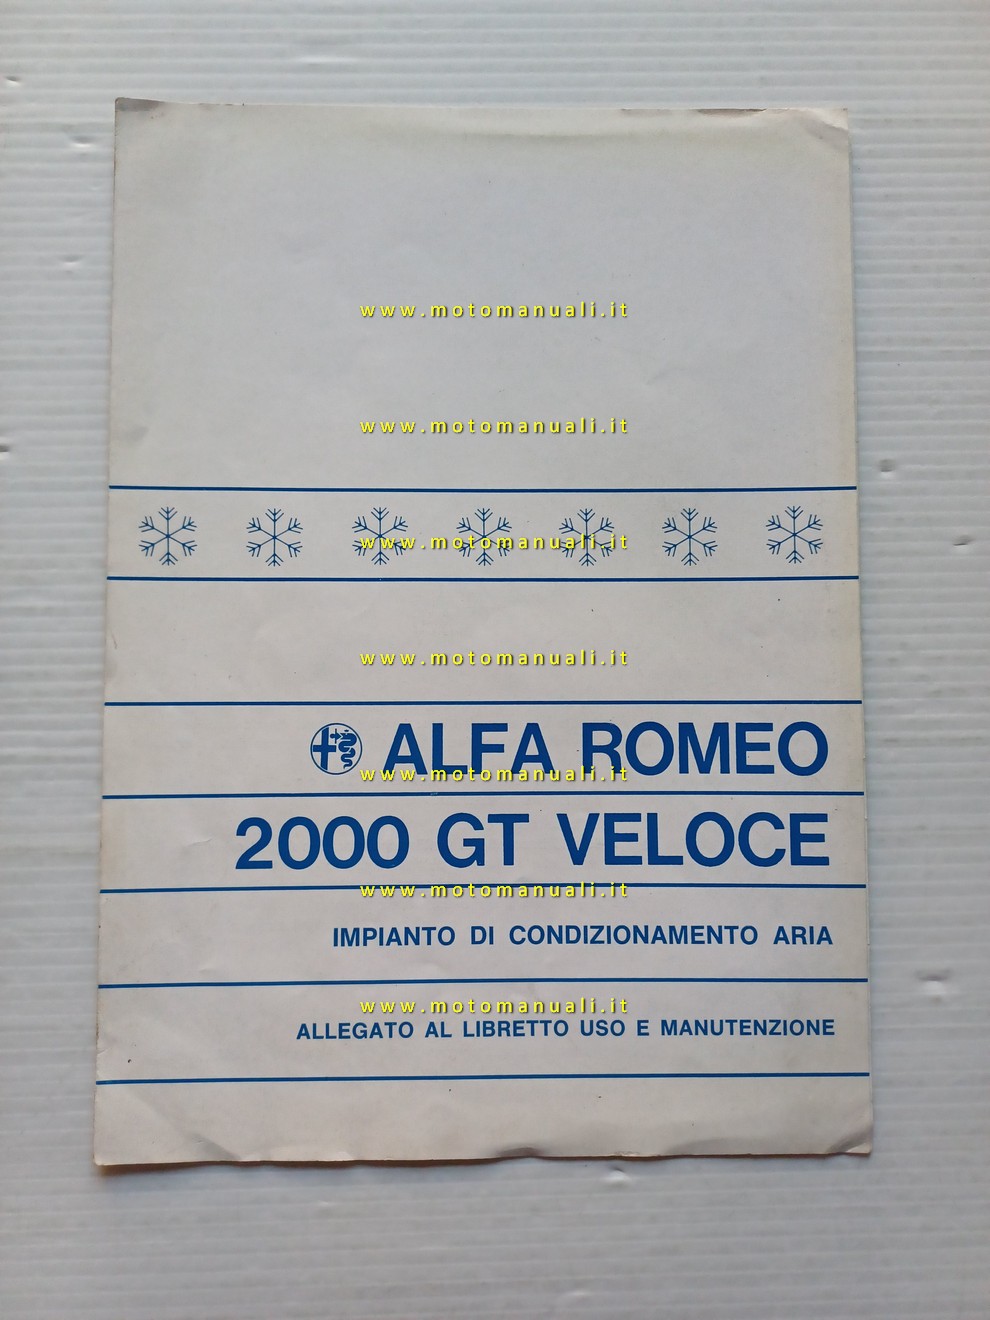 www.motomanuali.it
www.motomanuali.it
www.motomanuali.it
www.motomanuali.it
ALFA ROMEO
www.motomanuali.it
2000 GT VELOCE
www.motomanuali.it
IMPIANTO DI CONDIZIONAMENTO ARIA
www.motomanuali.it
ALLEGATO AL LIBRETTO USO E MANUTENZIONE